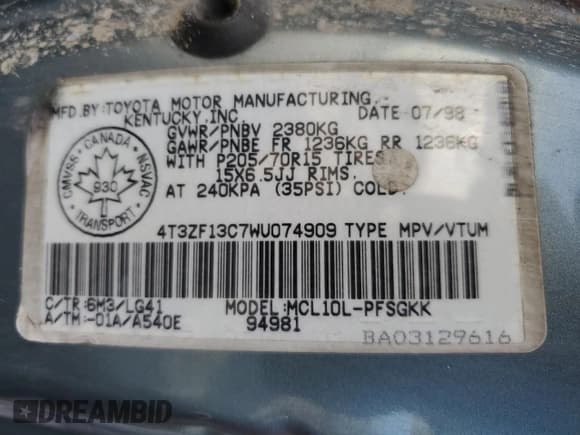 MFD.BY:TOYOTA MOTOR MANUFACTURING,
KENTUCKY,INC. DATE 07/98
GVWR/PNBV 2380KG
GAWR/PNBE FR 1236KG RR 1236KG
WITH P205/70R15 TIRES,
15X6.5JJ RIMS.
AT 240KPA (35PSI) COLD.
CANADA
CMVSS NSVAC
930
TRANSPORT
4T3ZF13C7WU074909 TYPE MPV/VTUM
C/TR:6M3/LG41 MODEL:MCL10L-PFSGKK
A/TM:-01A/A540E 94981
BA03129616
DREAMBID